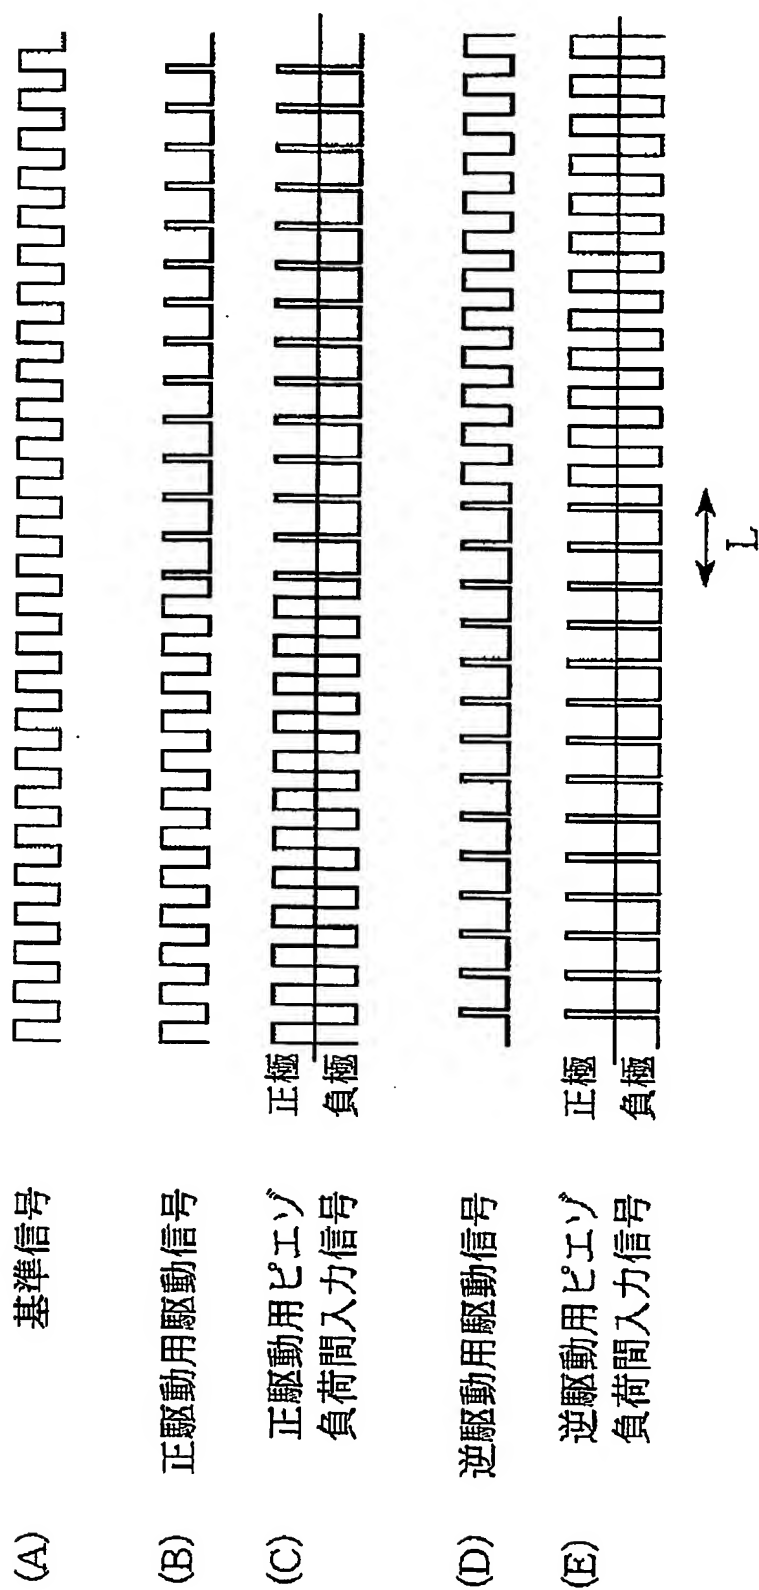 (A) 基準信号
(B) 正駆動用駆動信号
(C) 正駆動用ピエゾ
負荷間入力信号
正極
負極
(D) 逆駆動用駆動信号
(E) 逆駆動用ピエゾ
負荷間入力信号
正極
負極
L